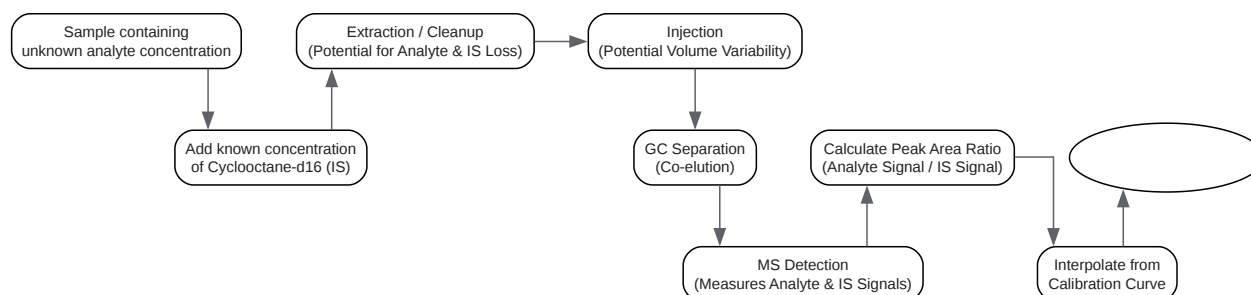 Sample containing
unknown analyte concentration
Add known concentration
of Cyclooctane-d16 (IS)
Extraction / Cleanup
(Potential for Analyte & IS Loss)
Injection
(Potential Volume Variability)
GC Separation
(Co-elution)
MS Detection
(Measures Analyte & IS Signals)
Calculate Peak Area Ratio
(Analyte Signal / IS Signal)
Interpolate from
Calibration Curve